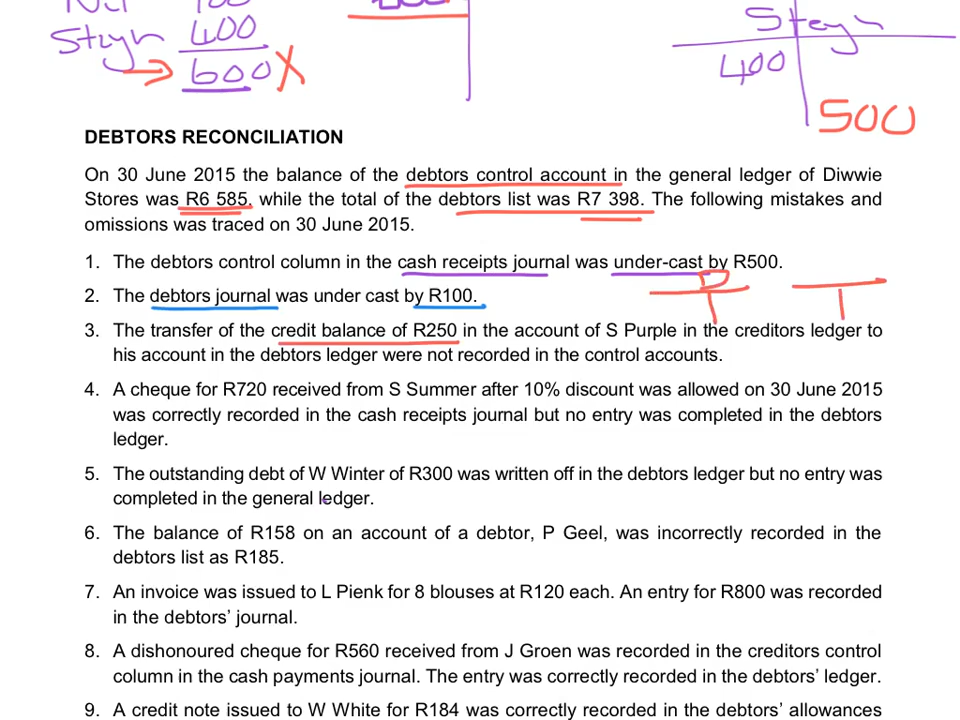 Steyn 400
600 X
Steyn
400
500
DEBTORS RECONCILIATION
On 30 June 2015 the balance of the debtors control account in the general ledger of Diwwie
Stores was R6 585, while the total of the debtors list was R7 398. The following mistakes and
omissions was traced on 30 June 2015.
1. The debtors control column in the cash receipts journal was under-cast by R500.
2. The debtors journal was under cast by R100.
D
3. The transfer of the credit balance of R250 in the account of S Purple in the creditors ledger to
his account in the debtors ledger were not recorded in the control accounts.
4. A cheque for R720 received from S Summer after 10% discount was allowed on 30 June 2015
was correctly recorded in the cash receipts journal but no entry was completed in the debtors
ledger.
5. The outstanding debt of W Winter of R300 was written off in the debtors ledger but no entry was
completed in the general ledger.
6. The balance of R158 on an account of a debtor, P Geel, was incorrectly recorded in the
debtors list as R185.
7. An invoice was issued to L Pienk for 8 blouses at R120 each. An entry for R800 was recorded
in the debtors’ journal.
8. A dishonoured cheque for R560 received from J Groen was recorded in the creditors control
column in the cash payments journal. The entry was correctly recorded in the debtors’ ledger.
9. A credit note issued to W White for R184 was correctly recorded in the debtors’ allowances